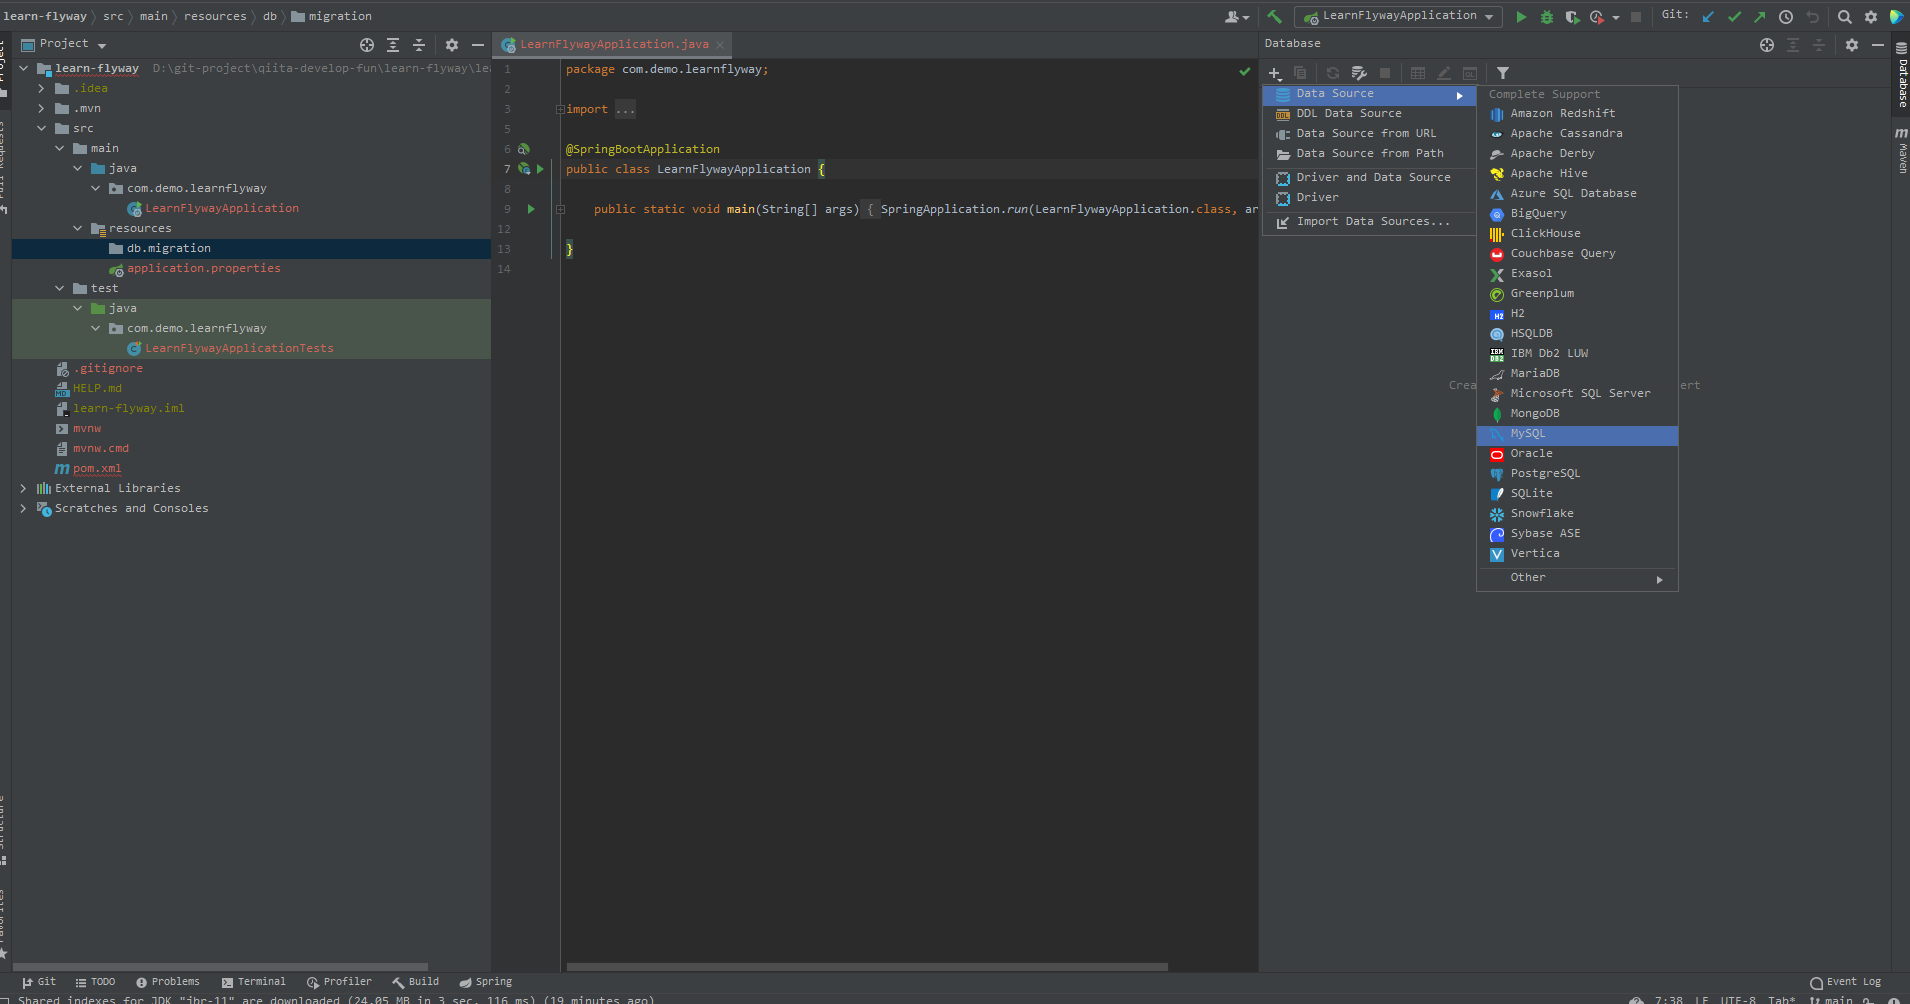 learn-flyway src main resources db migration
LearnFlywayApplication
Git:
Project
learn-flyway D:\git-project\qiita-develop-fun\learn-flyway\le
.idea
.mvn
src
main
java
com.demo.learnflyway
LearnFlywayApplication
resources
db.migration
application.properties
test
java
com.demo.learnflyway
LearnFlywayApplicationTests
.gitignore
HELP.md
learn-flyway.iml
mvnw
mvnw.cmd
pom.xml
External Libraries
Scratches and Consoles
LearnFlywayApplication.java
1 package com.demo.learnflyway;
2
3 import ...
5
6 @SpringBootApplication
7 public class LearnFlywayApplication {
8
9 public static void main(String[] args) { SpringApplication.run(LearnFlywayApplication.class, ar
12
13 }
14
Database
Data Source
DDL Data Source
Data Source from URL
Data Source from Path
Driver and Data Source
Driver
Import Data Sources...
Complete Support
Amazon Redshift
Apache Cassandra
Apache Derby
Apache Hive
Azure SQL Database
BigQuery
ClickHouse
Couchbase Query
Exasol
Greenplum
H2
HSQLDB
IBM Db2 LUW
MariaDB
Microsoft SQL Server
MongoDB
MySQL
Oracle
PostgreSQL
SQLite
Snowflake
Sybase ASE
Vertica
Other
Crea
ert
Database
Maven
Git TODO Problems Terminal Profiler Build Spring
Event Log
Shared indexes for JDK "jbr-11" are downloaded (24.05 MB in 3 sec, 116 ms) (19 minutes ago)
7:38 LF UTF-8 Tab* main